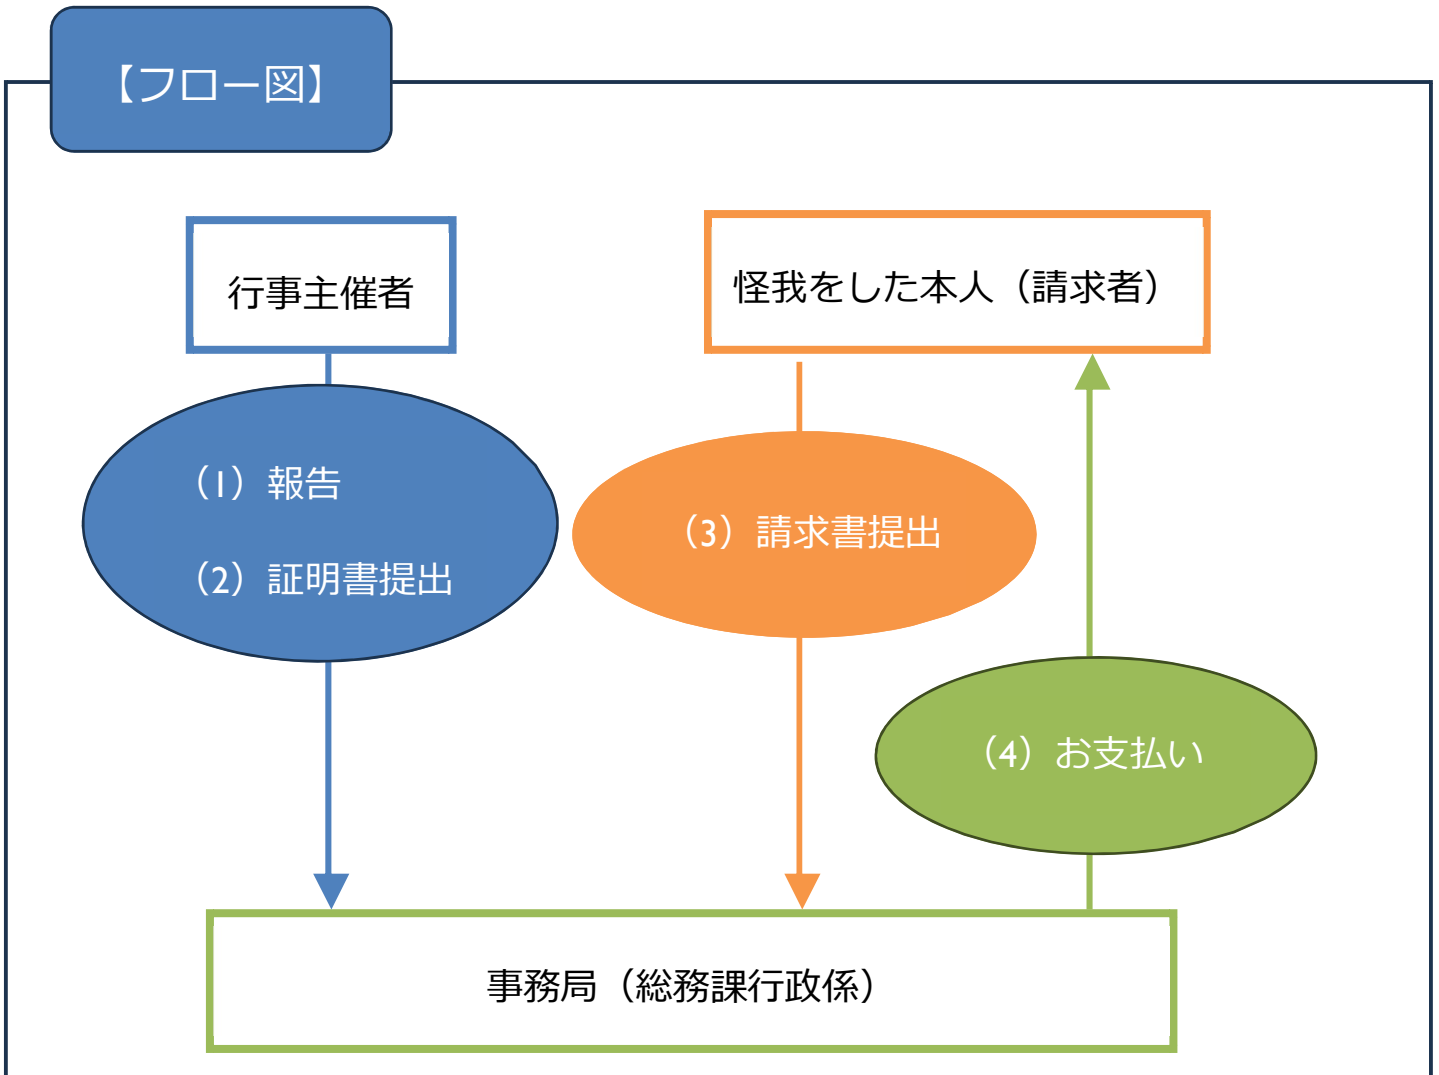 【フロー図】
行事主催者
怪我をした本人（請求者）
（1）報告
（2）証明書提出
（3）請求書提出
（4）お支払い
事務局（総務課行政係）